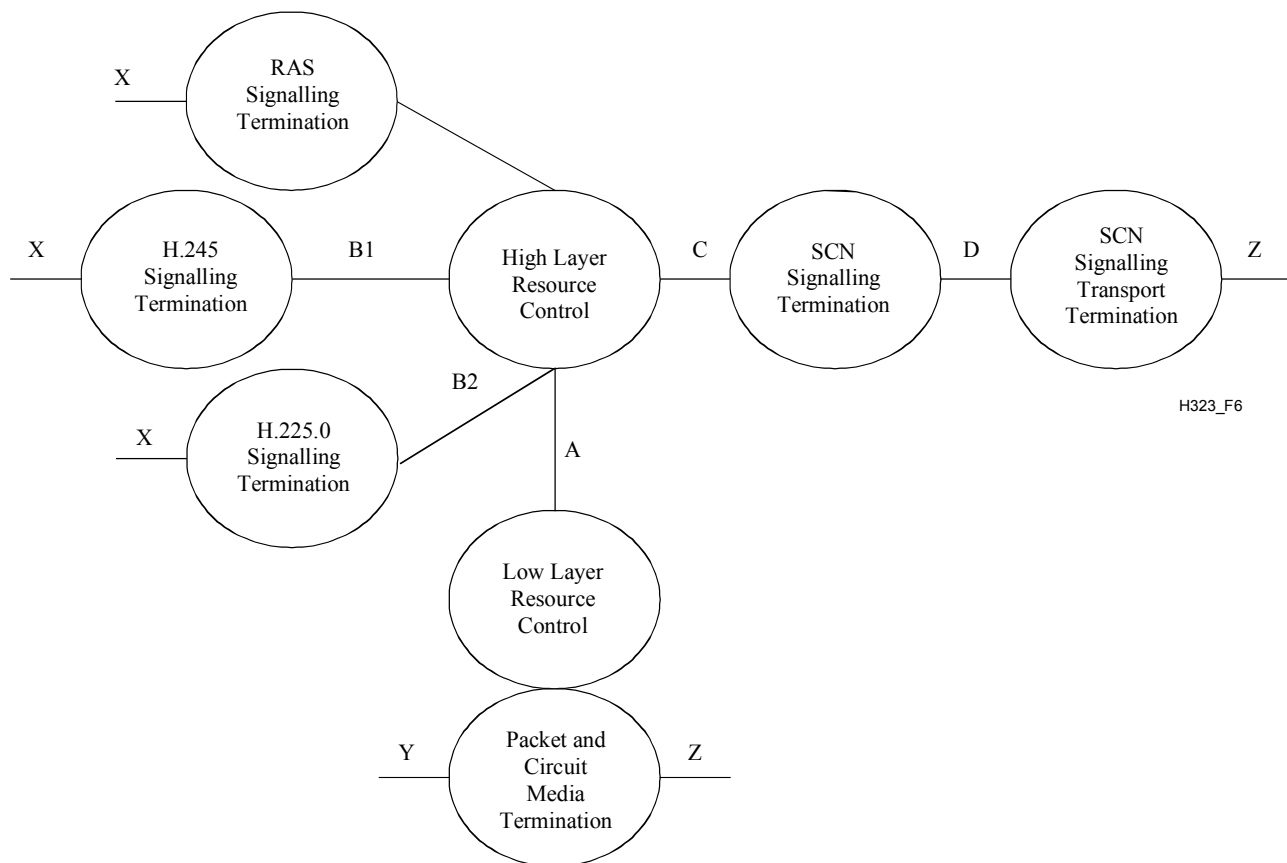 RAS
Signalling
Termination
X
H.245
Signalling
Termination
X
B1
High Layer
Resource
Control
C
SCN
Signalling
Termination
D
SCN
Signalling
Transport
Termination
Z
B2
H323_F6
H.225.0
Signalling
Termination
X
A
Low Layer
Resource
Control
Y
Packet and
Circuit
Media
Termination
Z